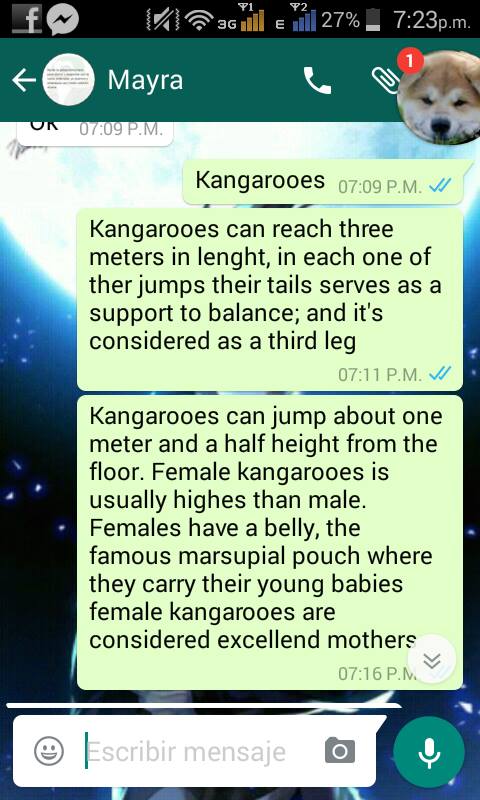 3G E 27% 7:23p.m.
Mayra 1
OK 07:09 P.M.
Kangarooes 07:09 P.M.
Kangarooes can reach three
meters in lenght, in each one of
ther jumps their tails serves as a
support to balance; and it's
considered as a third leg
07:11 P.M.
Kangarooes can jump about one
meter and a half height from the
floor. Female kangarooes is
usually highes than male.
Females have a belly, the
famous marsupial pouch where
they carry their young babies
female kangarooes are
considered excellend mothers
07:16 P.M.
Escribir mensaje